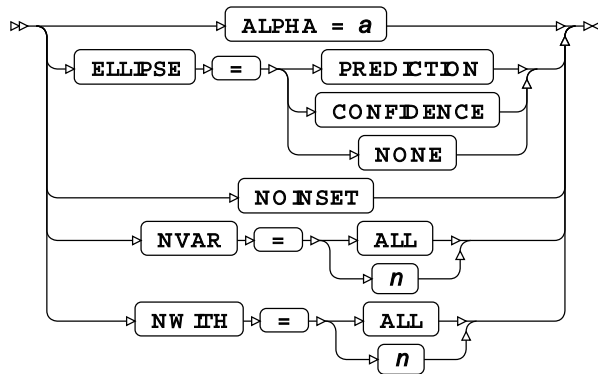 ALPHA = a
ELLIPSE = PREDICTION
CONFIDENCE
NONE
NOINSET
NVAR = ALL
n
NWITH = ALL
n